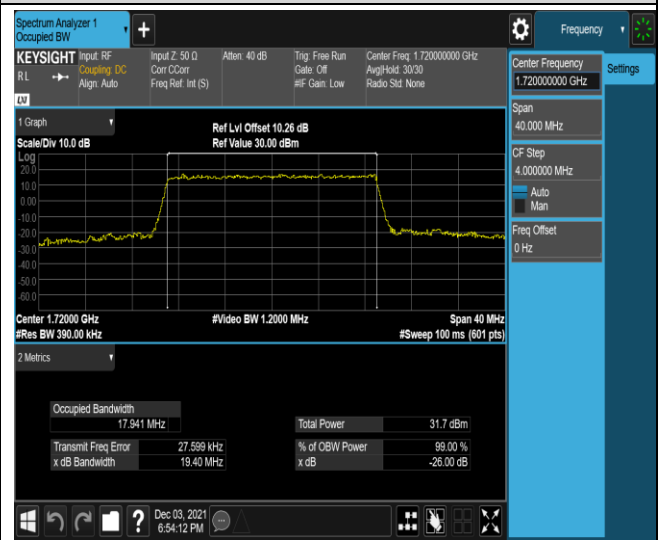 Spectrum Analyzer 1
Occupied BW
+
Frequency
KEYSIGHT
RL
Input: RF
Coupling: DC
Align: Auto
Input Z: 50 Ω
Corr CCorr
Freq Ref: Int (S)
Atten: 40 dB
Trig: Free Run
Gate: Off
#IF Gain: Low
Center Freq: 1.720000000 GHz
Avg|Hold: 30/30
Radio Std: None
LXI
Center Frequency
1.720000000 GHz
Settings
Span
40.000 MHz
CF Step
4.000000 MHz
Auto
Man
Freq Offset
0 Hz
1 Graph
Scale/Div 10.0 dB
Ref Lvl Offset 10.26 dB
Ref Value 30.00 dBm
Log
20.0
10.0
0.00
-10.0
-20.0
-30.0
-40.0
-50.0
-60.0
Center 1.72000 GHz
#Video BW 1.2000 MHz
Span 40 MHz
#Res BW 390.00 kHz
#Sweep 100 ms (601 pts)
2 Metrics
Occupied Bandwidth
17.941 MHz
Total Power 31.7 dBm
Transmit Freq Error 27.599 kHz
% of OBW Power 99.00 %
x dB Bandwidth 19.40 MHz
x dB -26.00 dB
?
Dec 03, 2021
6:54:12 PM